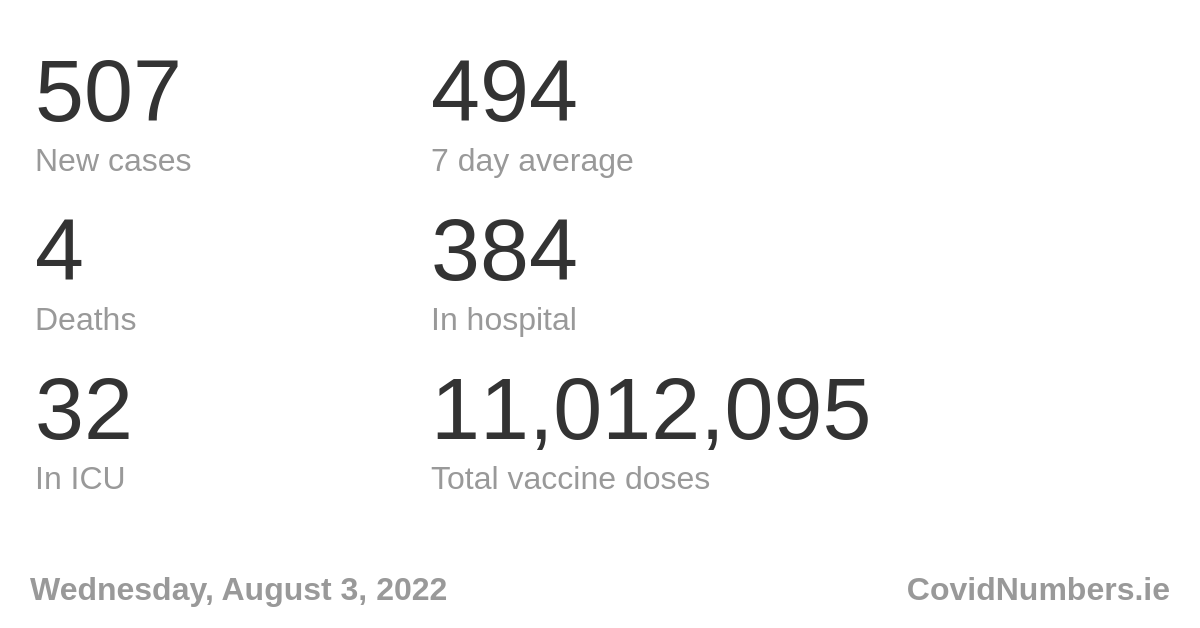 507 494
New cases 7 day average
4 384
Deaths In hospital
32 11,012,095
In ICU Total vaccine doses
Wednesday, August 3, 2022 CovidNumbers.ie